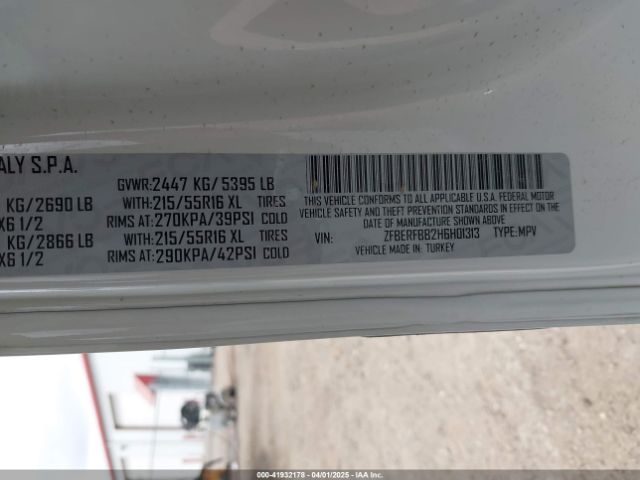 ALY S.P.A.
GVWR:2447 KG/5395 LB
KG/2690 LB WITH:215/55R16 XL TIRES
X6 1/2 RIMS AT:270KPA/39PSI COLD
KG/2866 LB WITH:215/55R16 XL TIRES
X6 1/2 RIMS AT:290KPA/42PSI COLD
THIS VEHICLE CONFORMS TO ALL APPLICABLE U.S.A. FEDERAL MOTOR
VEHICLE SAFETY AND THEFT PREVENTION STANDARDS IN EFFECT ON THE
DATE OF MANUFACTURE SHOWN ABOVE.
VIN: ZFBERFBB2H6H01313 TYPE:MPV
MADE IN: TURKEY
000-41932178 - 04/01/2025 - IAAI.COM